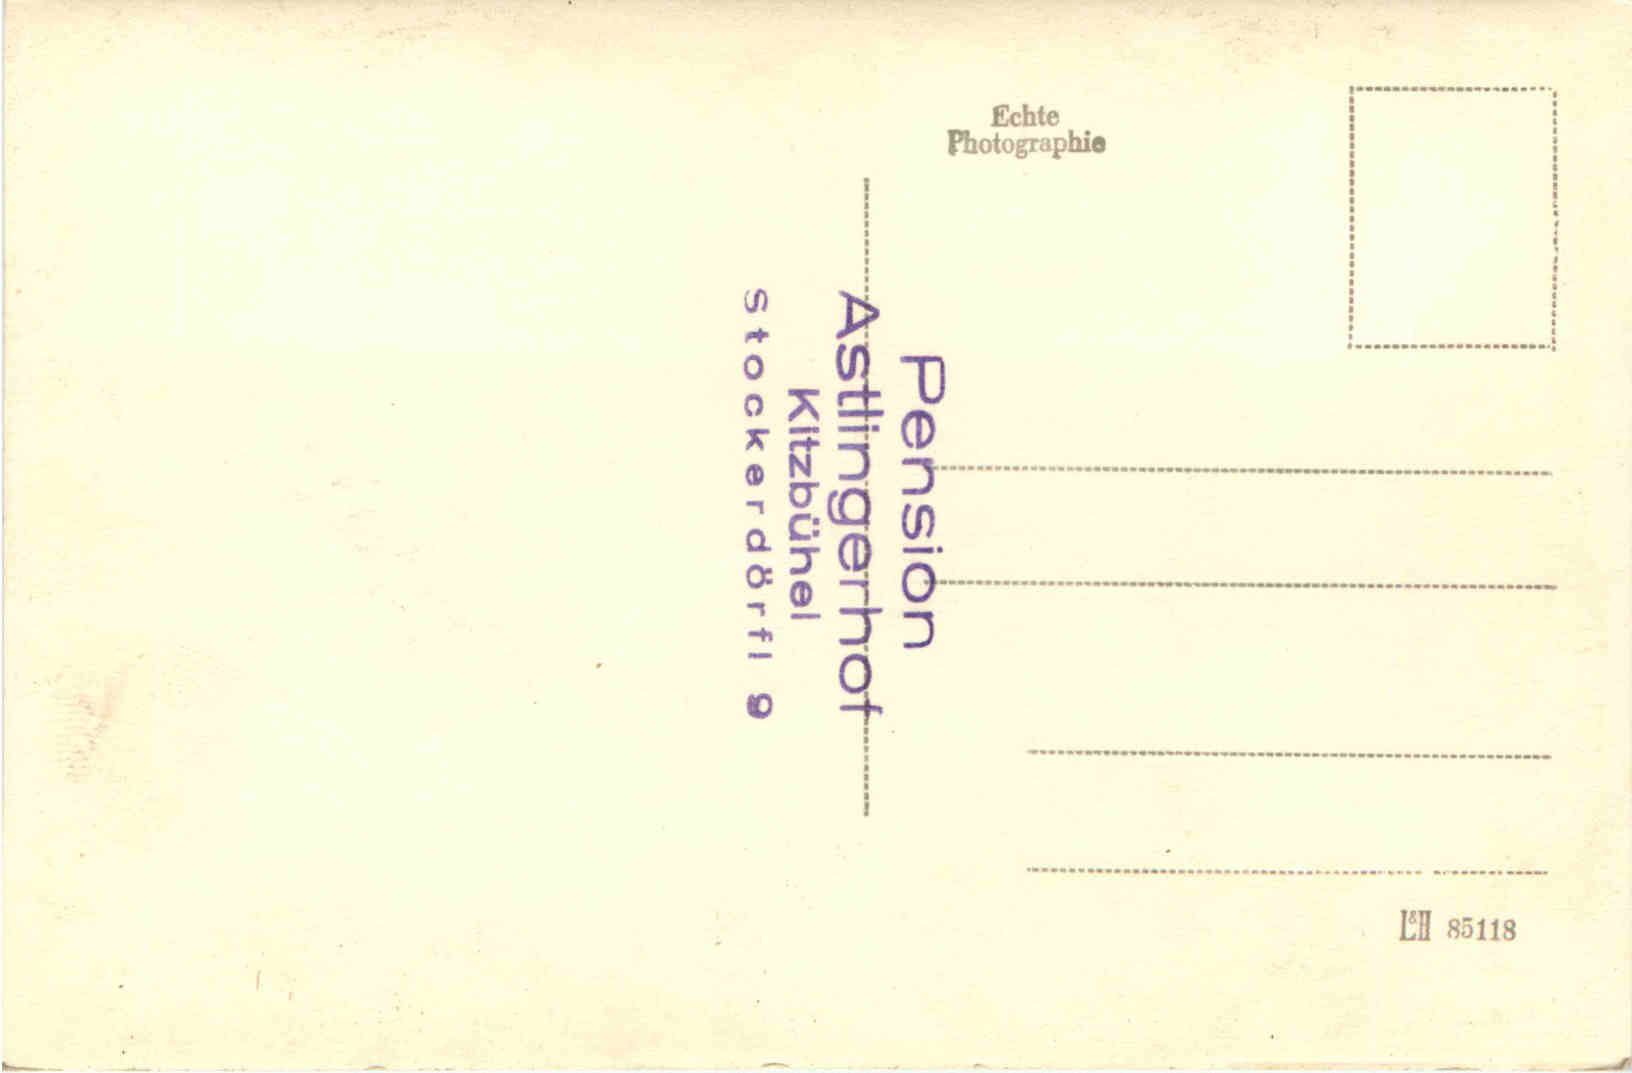 Echte
Photographie
Pension
Astlingerhof
Kitzbühel
Stockerdörfl 9
L&H 85118